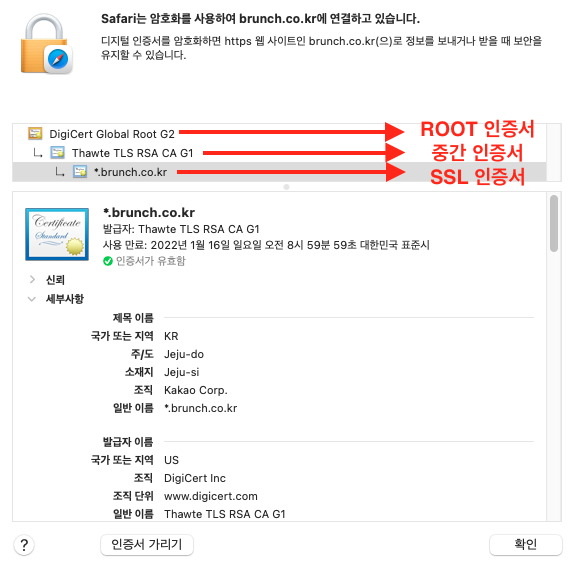 Safari는 암호화를 사용하여 brunch.co.kr에 연결하고 있습니다.
디지털 인증서를 암호화하면 https 웹 사이트인 brunch.co.kr(으)로 정보를 보내거나 받을 때 보안을
유지할 수 있습니다.
DigiCert Global Root G2 ROOT 인증서
Thawte TLS RSA CA G1 중간 인증서
*.brunch.co.kr SSL 인증서
Certificate
Standard
*.brunch.co.kr
발급자: Thawte TLS RSA CA G1
사용 만료: 2022년 1월 16일 일요일 오전 8시 59분 59초 대한민국 표준시
인증서가 유효함
신뢰
세부사항
제목 이름
국가 또는 지역 KR
주/도 Jeju-do
소재지 Jeju-si
조직 Kakao Corp.
일반 이름 *.brunch.co.kr
발급자 이름
국가 또는 지역 US
조직 DigiCert Inc
조직 단위 www.digicert.com
일반 이름 Thawte TLS RSA CA G1
? 인증서 가리기 확인